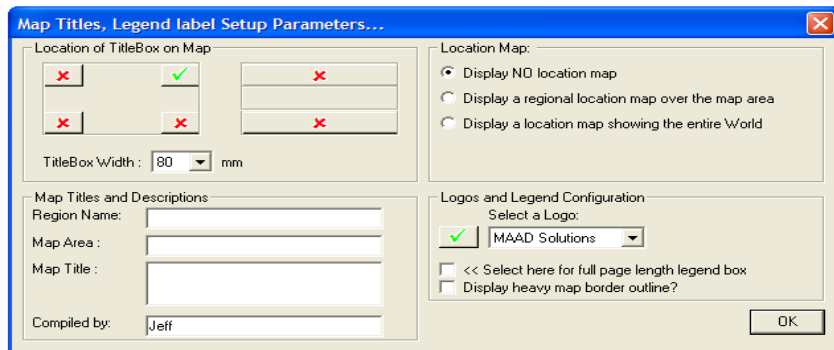 Map Titles, Legend label Setup Parameters...
Location of TitleBox on Map
TitleBox Width : 80 mm
Location Map:
Display NO location map
Display a regional location map over the map area
Display a location map showing the entire World
Map Titles and Descriptions
Region Name:
Map Area :
Map Title :
Compiled by: Jeff
Logos and Legend Configuration
Select a Logo:
MAAD Solutions
<< Select here for full page length legend box
Display heavy map border outline?
OK